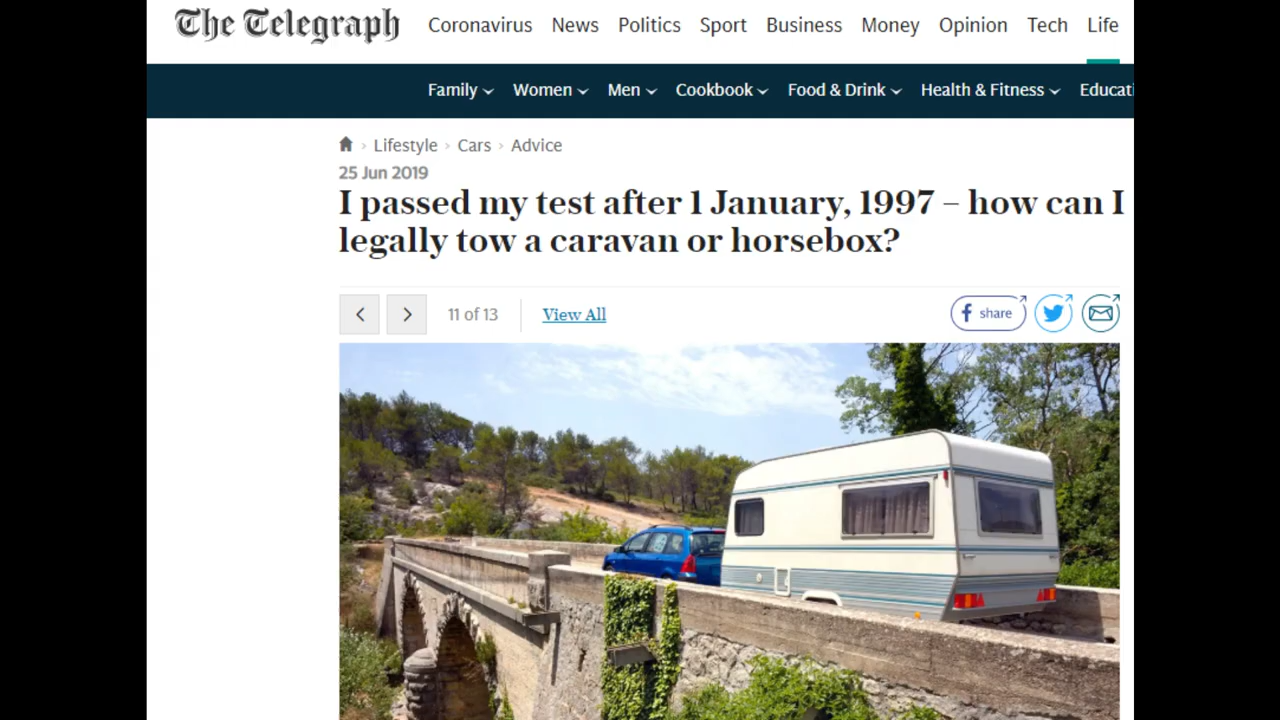 The Telegraph
Coronavirus News Politics Sport Business Money Opinion Tech Life
Family Women Men Cookbook Food & Drink Health & Fitness Educati
Lifestyle Cars Advice
25 Jun 2019
I passed my test after 1 January, 1997 – how can I
legally tow a caravan or horsebox?
11 of 13 View All share